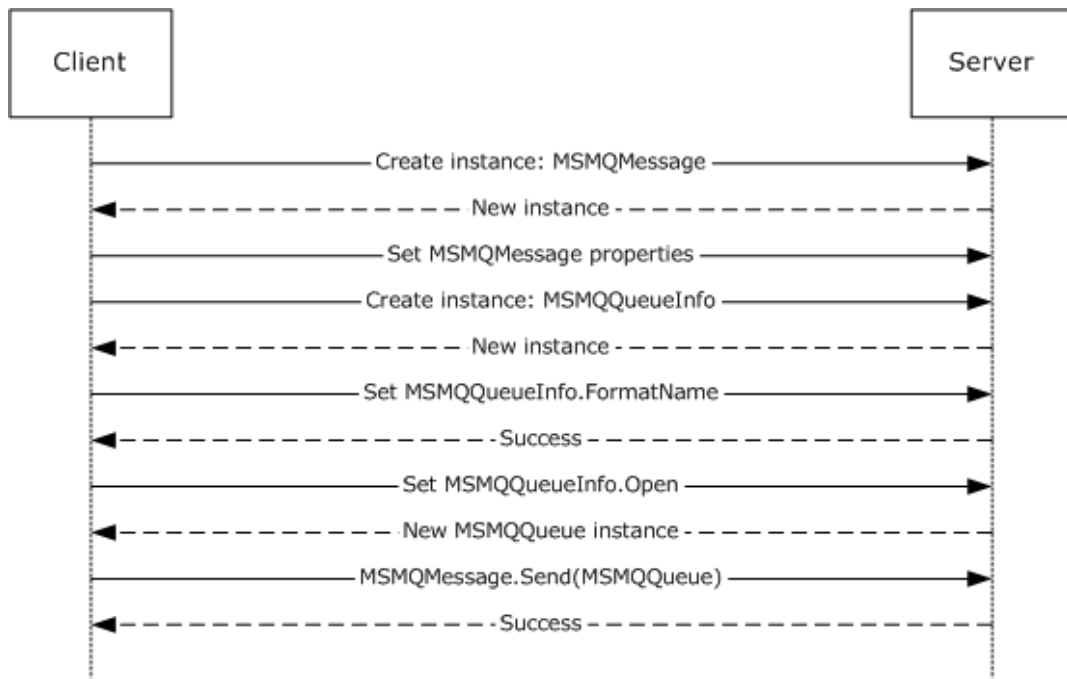 Client
Server
Create instance: MSMQMessage
New instance
Set MSMQMessage properties
Create instance: MSMQQueueInfo
New instance
Set MSMQQueueInfo.FormatName
Success
Set MSMQQueueInfo.Open
New MSMQQueue instance
MSMQMessage.Send(MSMQQueue)
Success